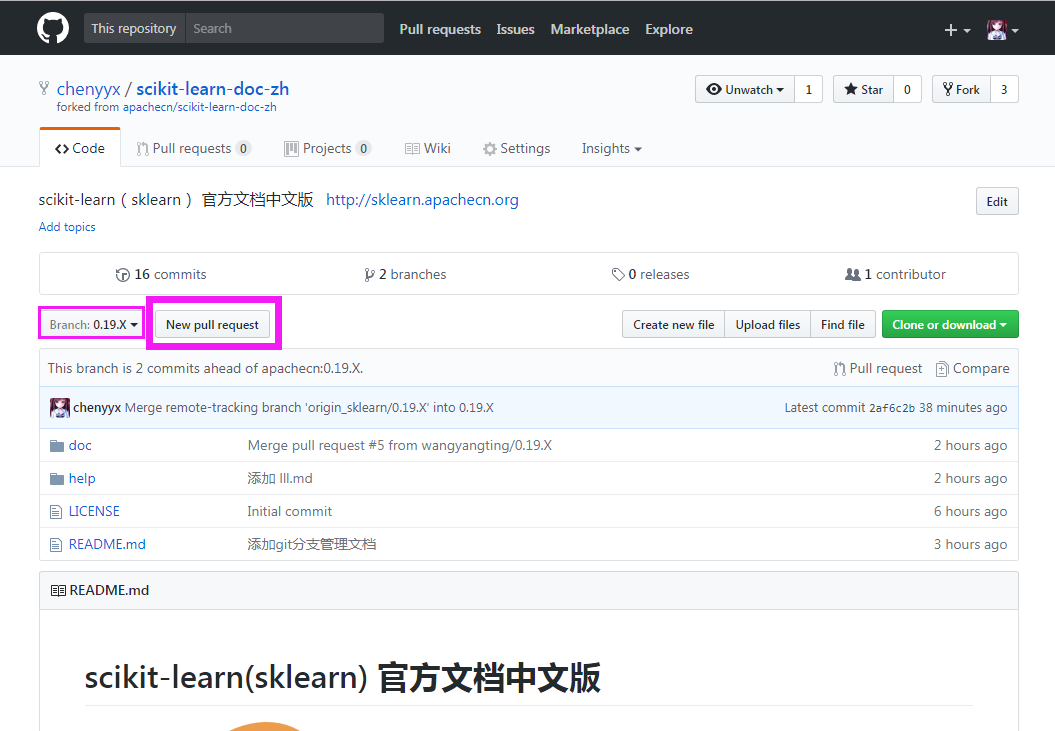 This repository Search Pull requests Issues Marketplace Explore
chenyyx / scikit-learn-doc-zh Unwatch 1 Star 0 Fork 3
forked from apachecn/scikit-learn-doc-zh
Code Pull requests 0 Projects 0 Wiki Settings Insights
scikit-learn（sklearn） 官方文档中文版 http://sklearn.apachecn.org Edit
Add topics
16 commits 2 branches 0 releases 1 contributor
Branch: 0.19.X New pull request Create new file Upload files Find file Clone or download
This branch is 2 commits ahead of apachecn:0.19.X. Pull request Compare
chenyyx Merge remote-tracking branch 'origin_sklearn/0.19.X' into 0.19.X Latest commit 2af6c2b 38 minutes ago
doc Merge pull request #5 from wangyangting/0.19.X 2 hours ago
help 添加 lll.md 2 hours ago
LICENSE Initial commit 6 hours ago
README.md 添加git分支管理文档 3 hours ago
README.md
scikit-learn(sklearn) 官方文档中文版